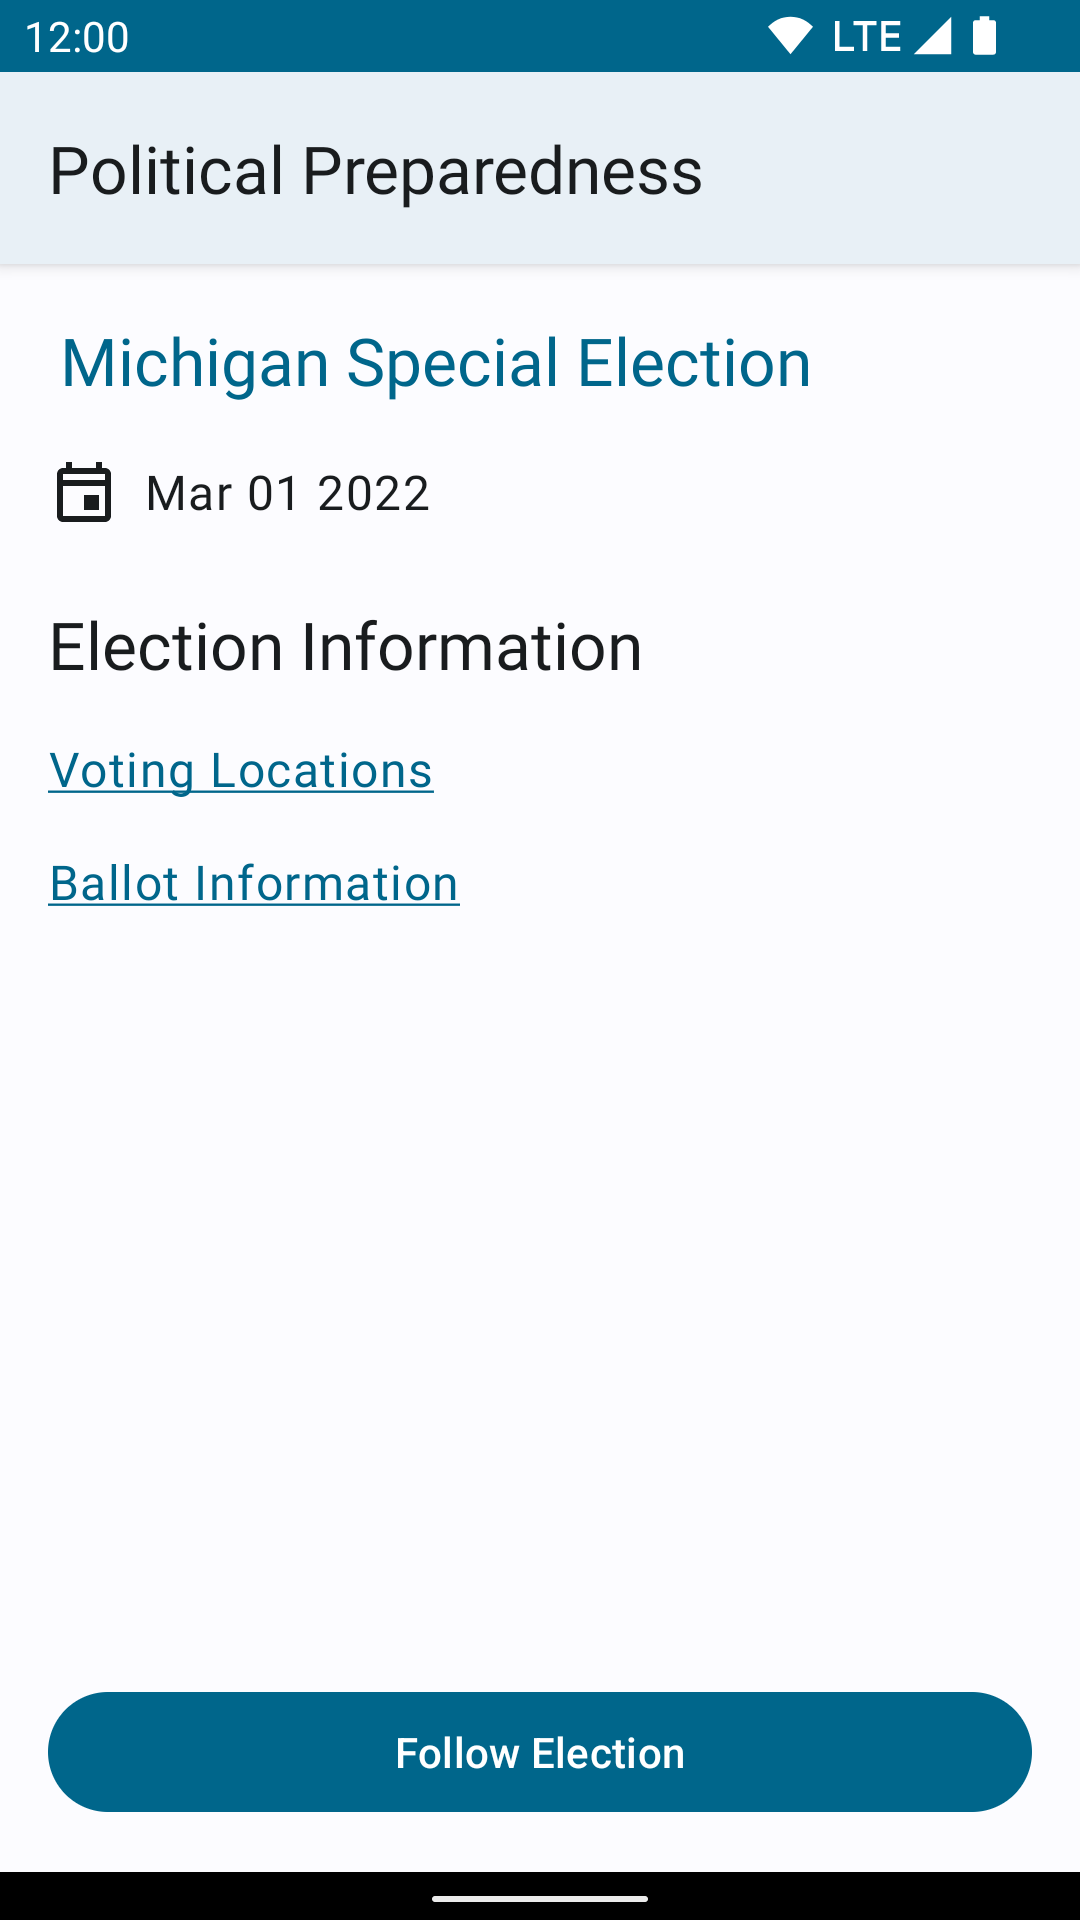 12:00 LTE
Political Preparedness
Michigan Special Election
Mar 01 2022
Election Information
Voting Locations
Ballot Information
Follow Election